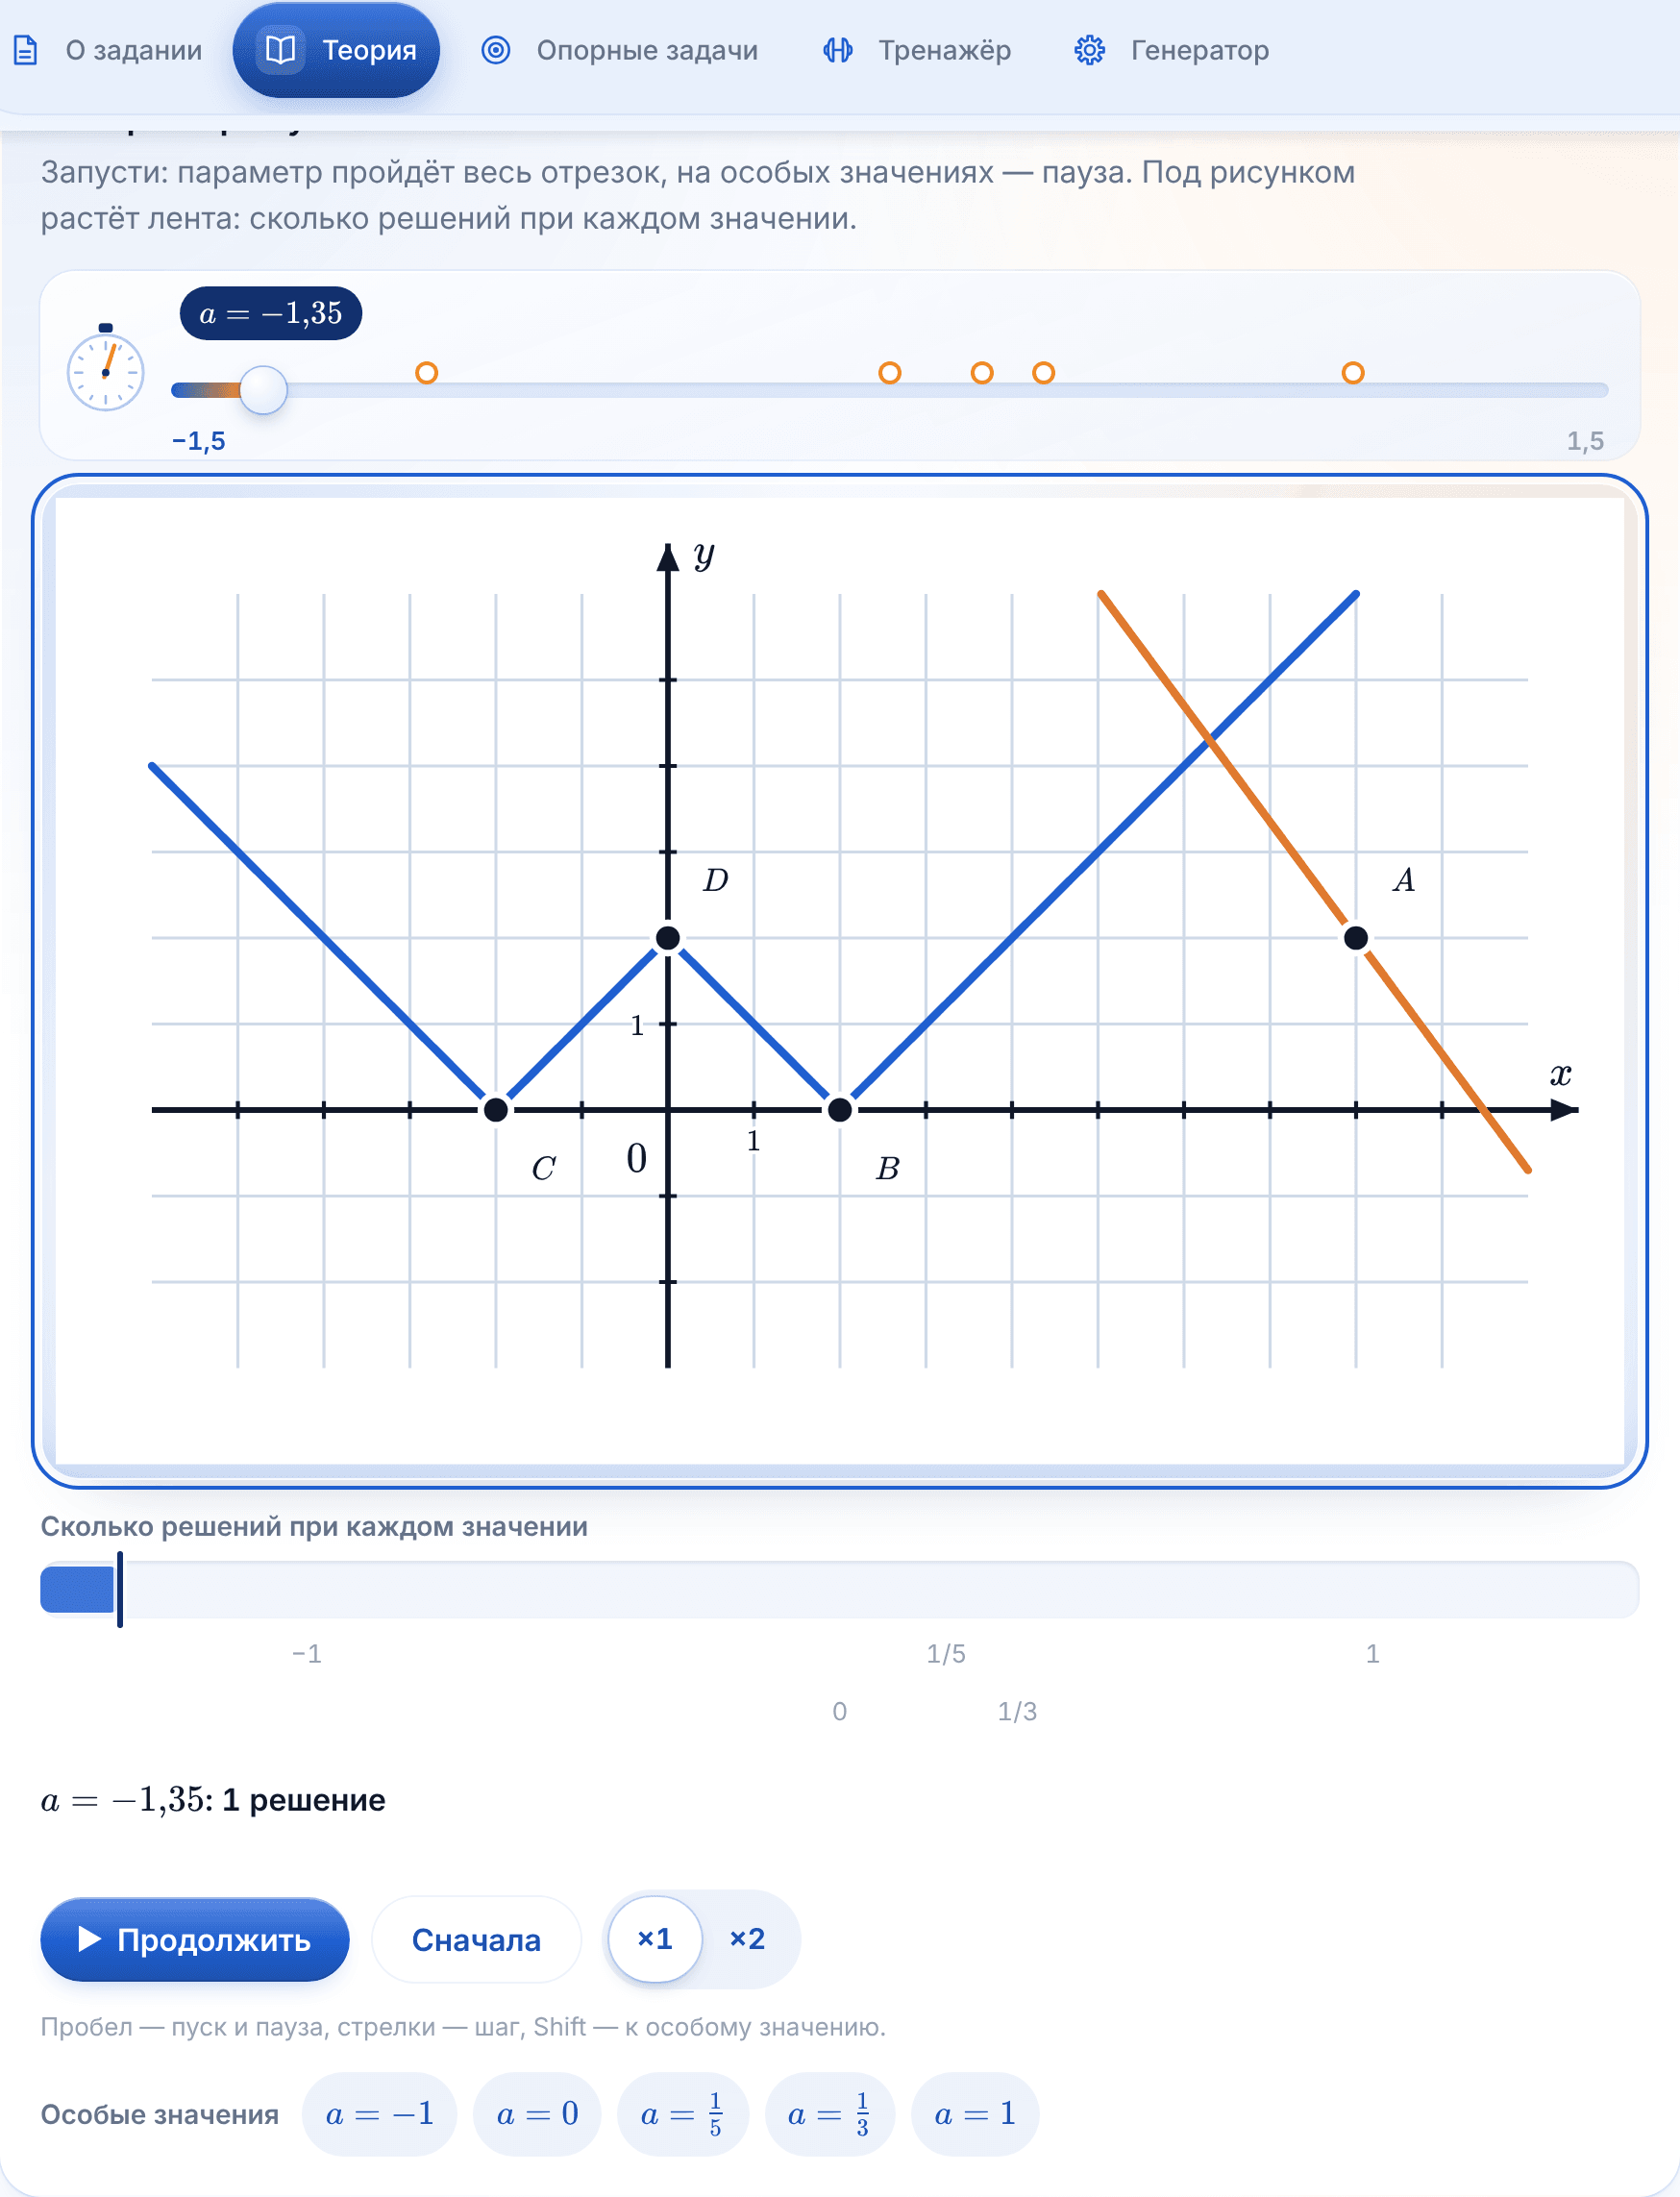 О задании
Теория
Опорные задачи
Тренажёр
Генератор
Запусти: параметр пройдёт весь отрезок, на особых значениях — пауза. Под рисунком
растёт лента: сколько решений при каждом значении.
a = −1,35
−1,5
1,5
y
D
A
1
x
C
0
1
B
Сколько решений при каждом значении
−1
1/5
1
0
1/3
a = −1,35: 1 решение
Продолжить
Сначала
×1
×2
Пробел — пуск и пауза, стрелки — шаг, Shift — к особому значению.
Особые значения
a = −1
a = 0
a = 1/5
a = 1/3
a = 1